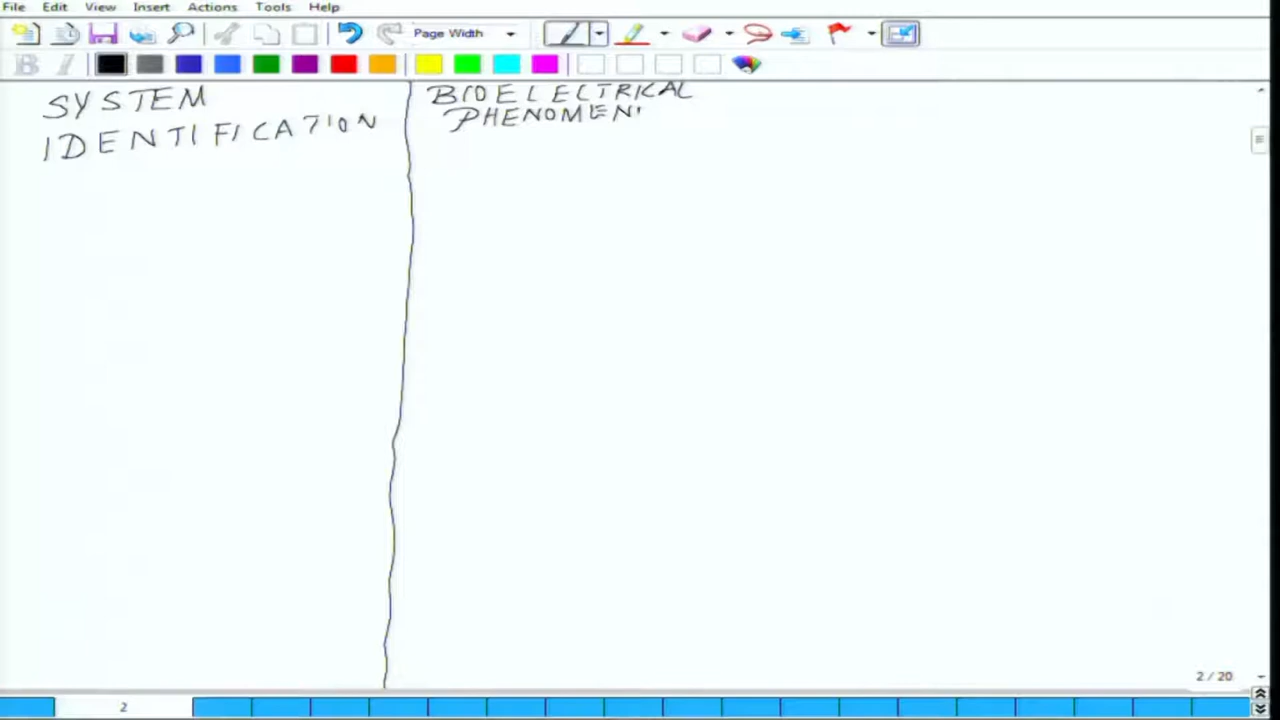 File Edit View Insert Actions Tools Help
Page Width
B I
SYSTEM
IDENTIFICATION
BIOELECTRICAL
PHENOMEN
2 / 20
2